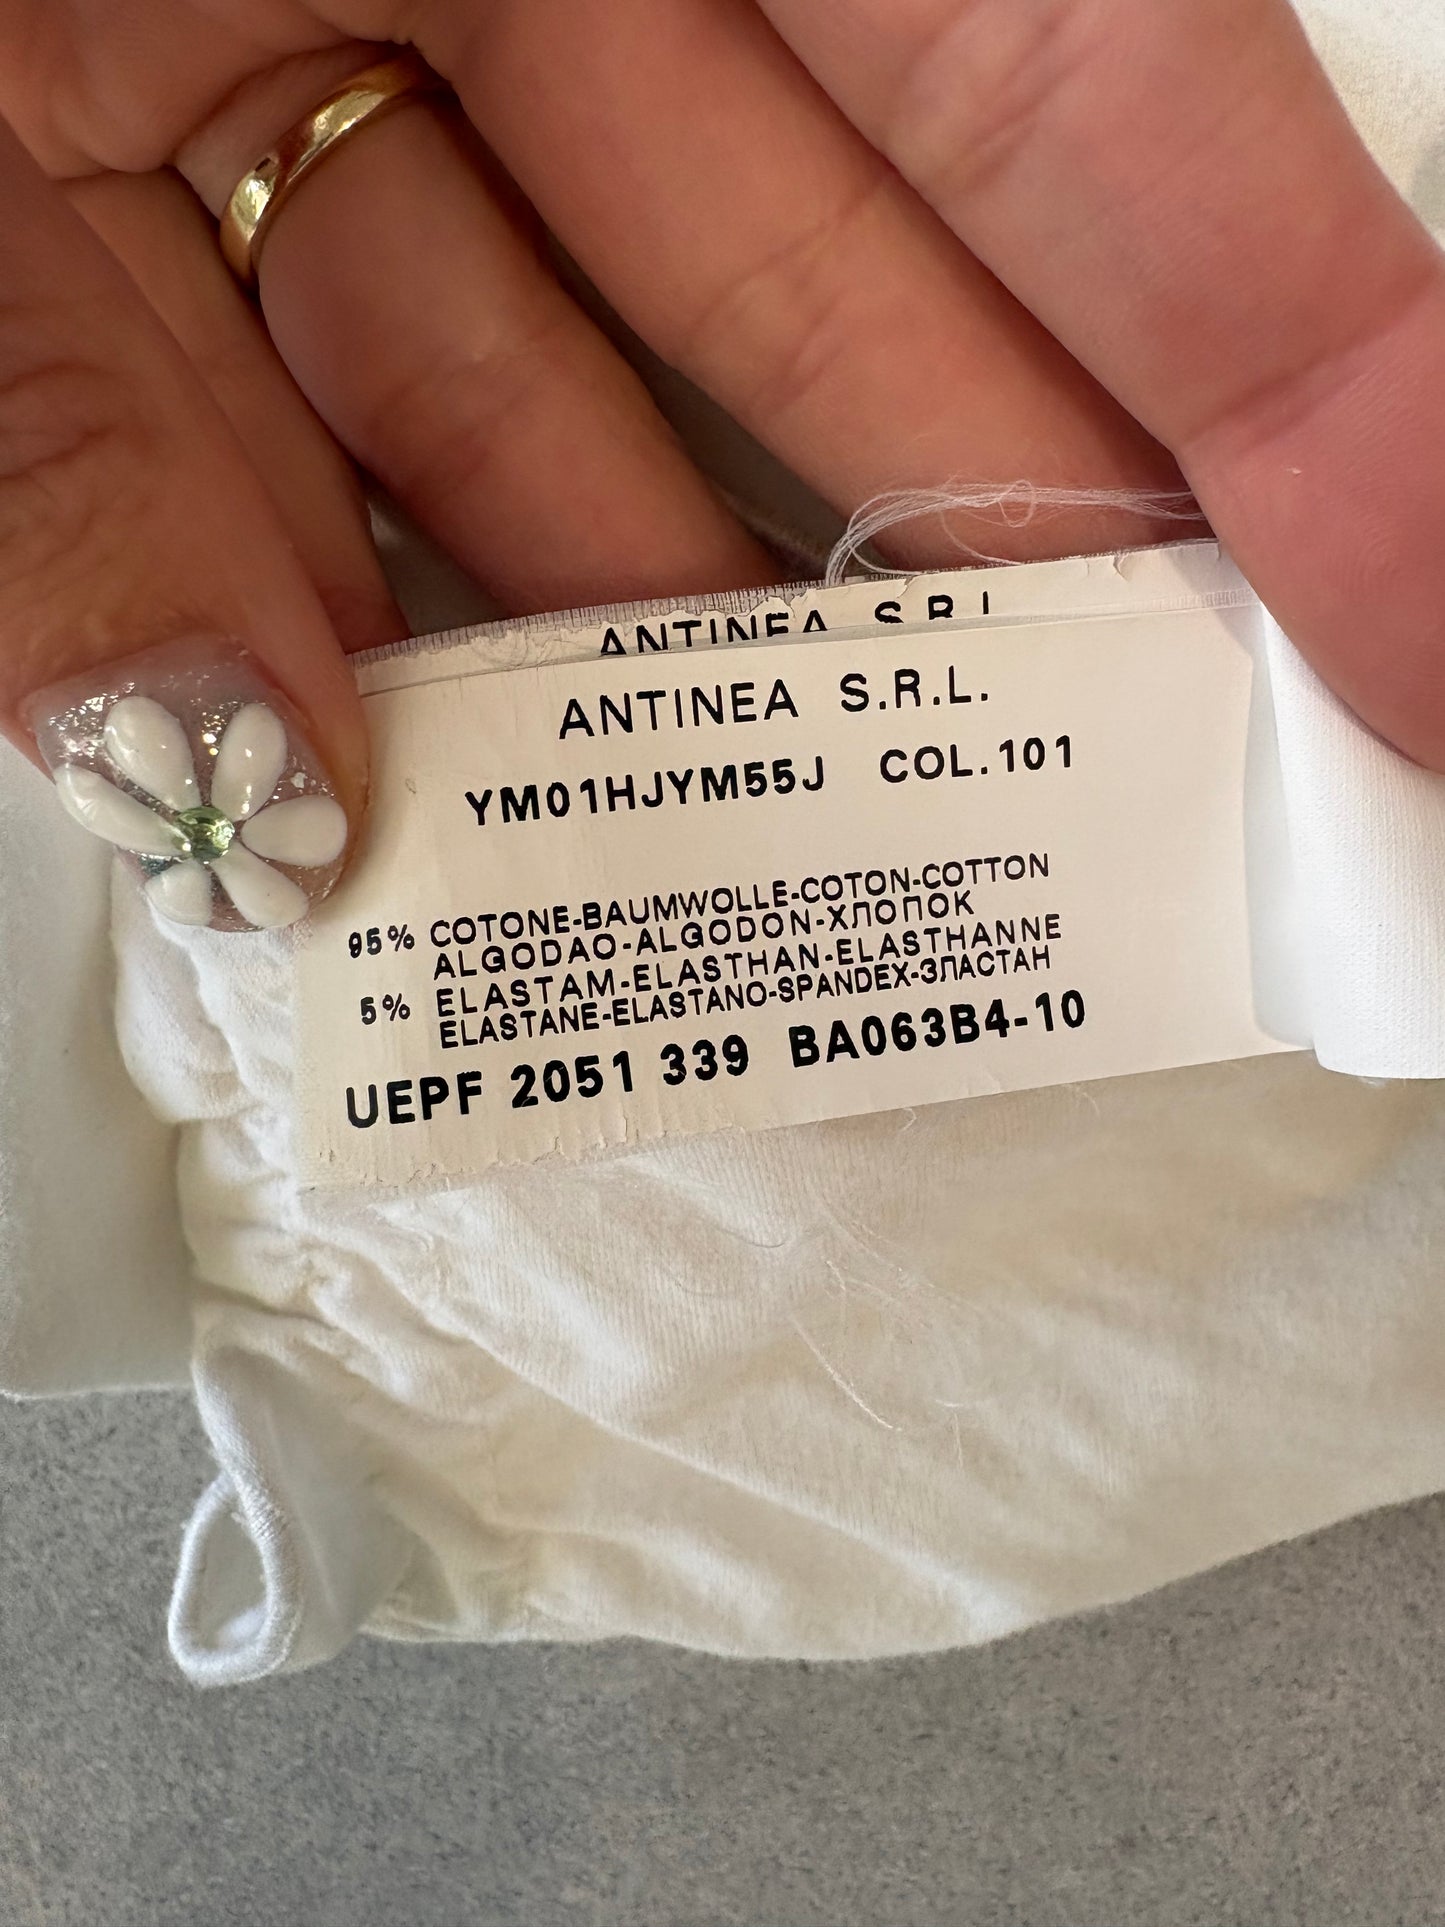 ANTINEA S.R.L
ANTINEA S.R.L.
YM01HJYM55J COL.101
95% COTONE-BAUMWOLLE-COTON-COTTON
ALGODAO-ALGODON-ХЛОПОК
5% ELASTAM-ELASTHAN-ELASTHANNE
ELASTANE-ELASTANO-SPANDEX-ЭЛАСТАН
UEPF 2051 339 BA063B4-10